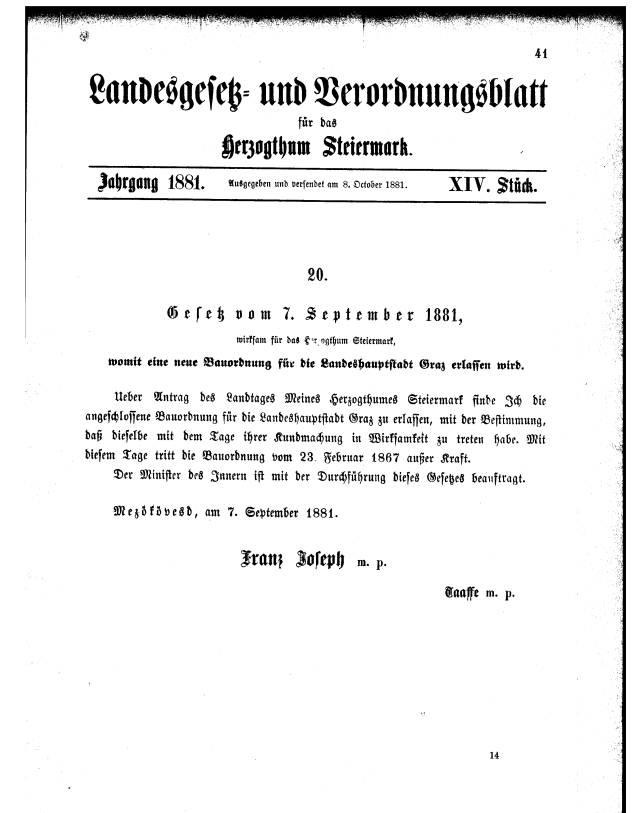 41
Landesgesetz- und Verordnungsblatt
für das
Herzogthum Steiermark.
Jahrgang 1881. Ausgegeben und versendet am 8. October 1881. XIV. Stück.
20.
Gesetz vom 7. September 1881,
wirksam für das Herzogthum Steiermark,
womit eine neue Bauordnung für die Landeshauptstadt Graz erlassen wird.
Ueber Antrag des Landtages Meines Herzogthumes Steiermark finde Ich die
angeschlossene Bauordnung für die Landeshauptstadt Graz zu erlassen, mit der Bestimmung,
daß dieselbe mit dem Tage ihrer Kundmachung in Wirksamkeit zu treten habe. Mit
diesem Tage tritt die Bauordnung vom 23. Februar 1867 außer Kraft.
Der Minister des Innern ist mit der Durchführung dieses Gesetzes beauftragt.
Mezökövesd, am 7. September 1881.
Franz Joseph m. p.
Taaffe m. p.
14